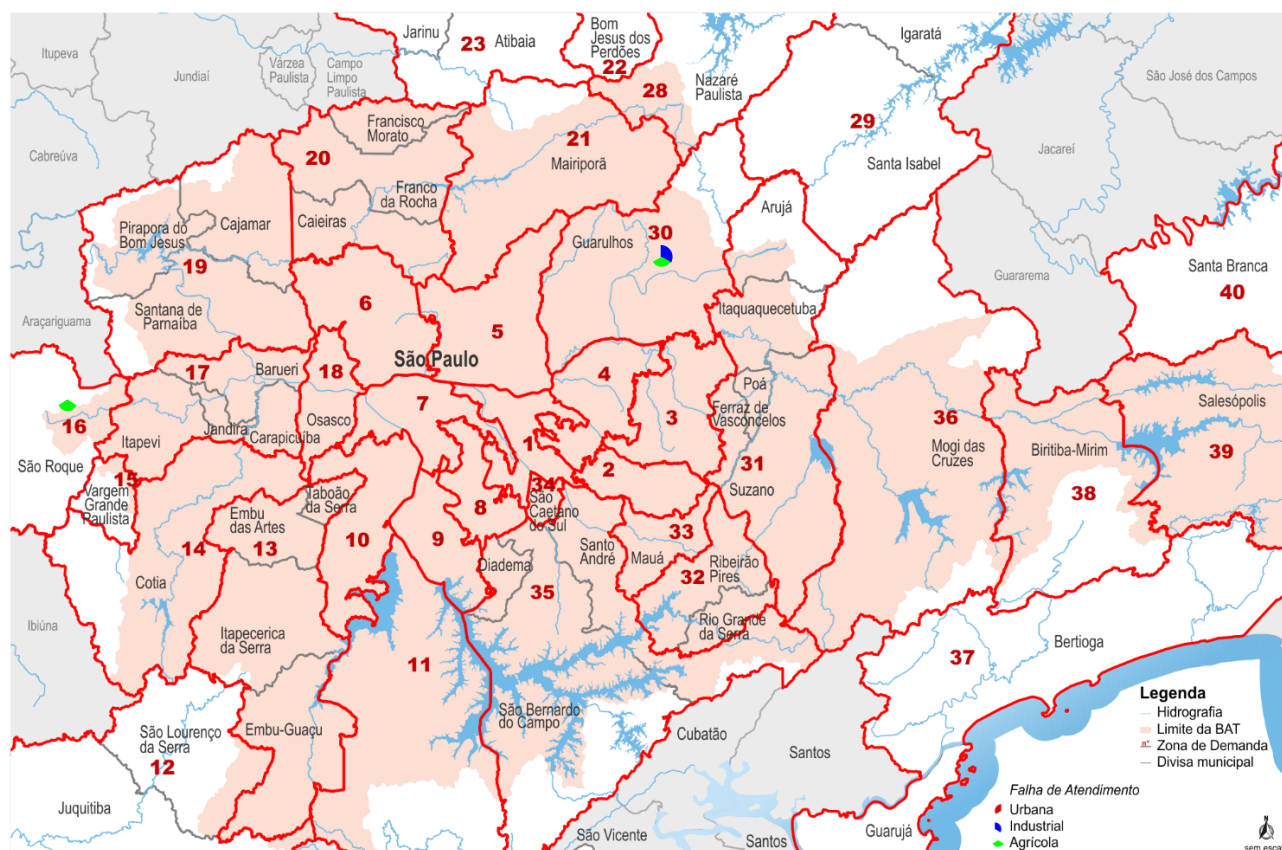 Itupeva
Jundiaí
Várzea
Paulista
Campo
Limpo
Paulista
Jarinu
23
Atibaia
Bom
Jesus dos
Perdões
22
Igaratá
São José dos Campos
Nazaré
Paulista
28
29
Cabreúva
Francisco
Morato
20
21
Mairiporã
Santa Isabel
Jacareí
Franco
da Rocha
Caieiras
Cajamar
Pirapora do
Bom Jesus
19
Guarulhos
30
Arujá
Guararema
Santa Branca
40
Santana de
Parnaíba
Araçariguama
6
5
Itaquaquecetuba
São Paulo
17
Barueri
18
4
Poá
Ferraz de
Vasconcelos
3
36
Mogi das
Cruzes
Salesópolis
39
16
Itapevi
Jandira
Carapicuíba
Osasco
7
1
2
31
Suzano
Biritiba-Mirim
38
São Roque
15
Vargem
Grande
Paulista
Taboão
da Serra
Embu
das Artes
13
10
9
8
34
São
Caetano
do Sul
Santo
André
33
Mauá
32
Ribeirão
Pires
14
Cotia
Diadema
35
Rio Grande
da Serra
Ibiúna
Itapecerica
da Serra
11
37
Bertioga
São Lourenço
da Serra
12
Embu-Guaçu
São Bernardo
do Campo
Cubatão
Santos
Juquitiba
São Vicente
Santos
Guarujá
Legenda
Hidrografia
Limite da BAT
nº Zona de Demanda
Divisa municipal
Falha de Atendimento
Urbana
Industrial
Agrícola
N
sem esca